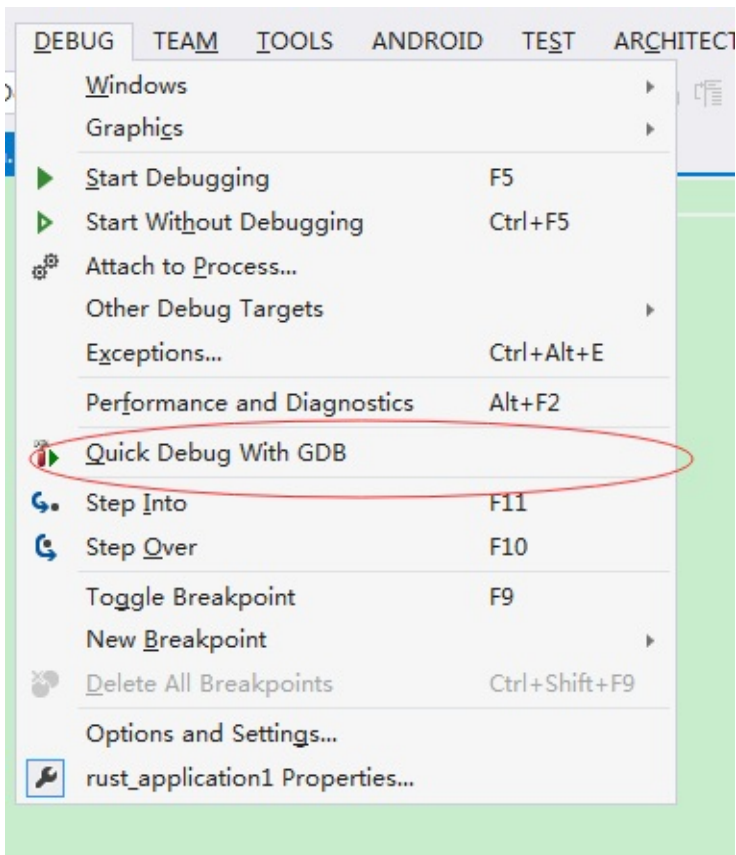 DEBUG TEAM TOOLS ANDROID TEST ARCHITECT
Windows
Graphics
Start Debugging F5
Start Without Debugging Ctrl+F5
Attach to Process...
Other Debug Targets
Exceptions... Ctrl+Alt+E
Performance and Diagnostics Alt+F2
Quick Debug With GDB
Step Into F11
Step Over F10
Toggle Breakpoint F9
New Breakpoint
Delete All Breakpoints Ctrl+Shift+F9
Options and Settings...
rust_application1 Properties...